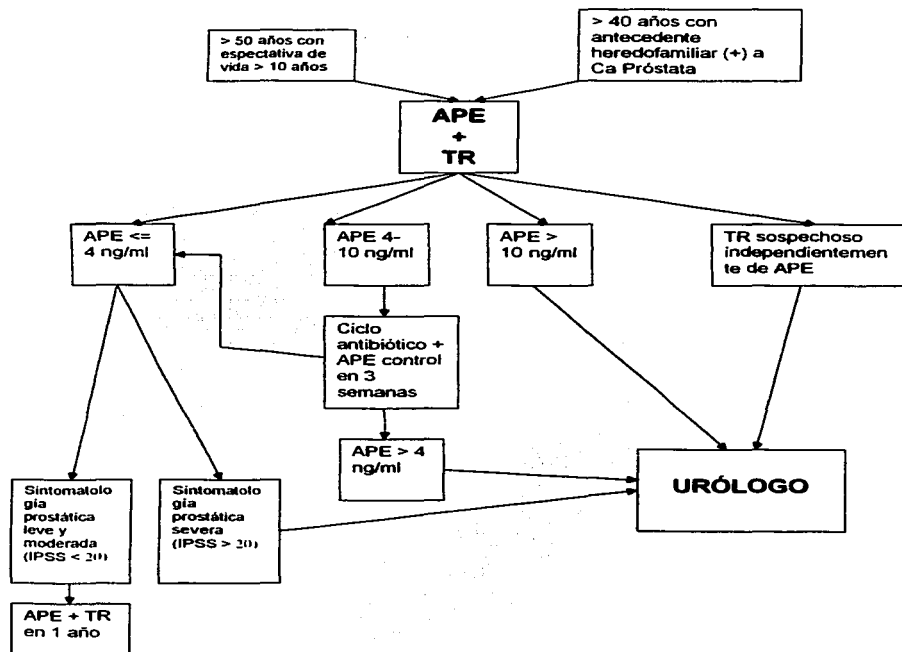 > 50 años con
espectativa de
vida > 10 años
> 40 años con
antecedente
heredofamiliar (+) a
Ca Próstata
APE
+
TR
APE <=
4 ng/ml
APE 4-
10 ng/ml
APE >
10 ng/ml
TR sospechoso
independientemen
te de APE
Ciclo
antibiótico +
APE control
en 3
semanas
APE > 4
ng/ml
URÓLOGO
Sintomatolo
gía
prostática
leve y
moderada
(IPSS < 20)
Sintomatolo
gía
prostática
severa
(IPSS > 20)
APE + TR
en 1 año